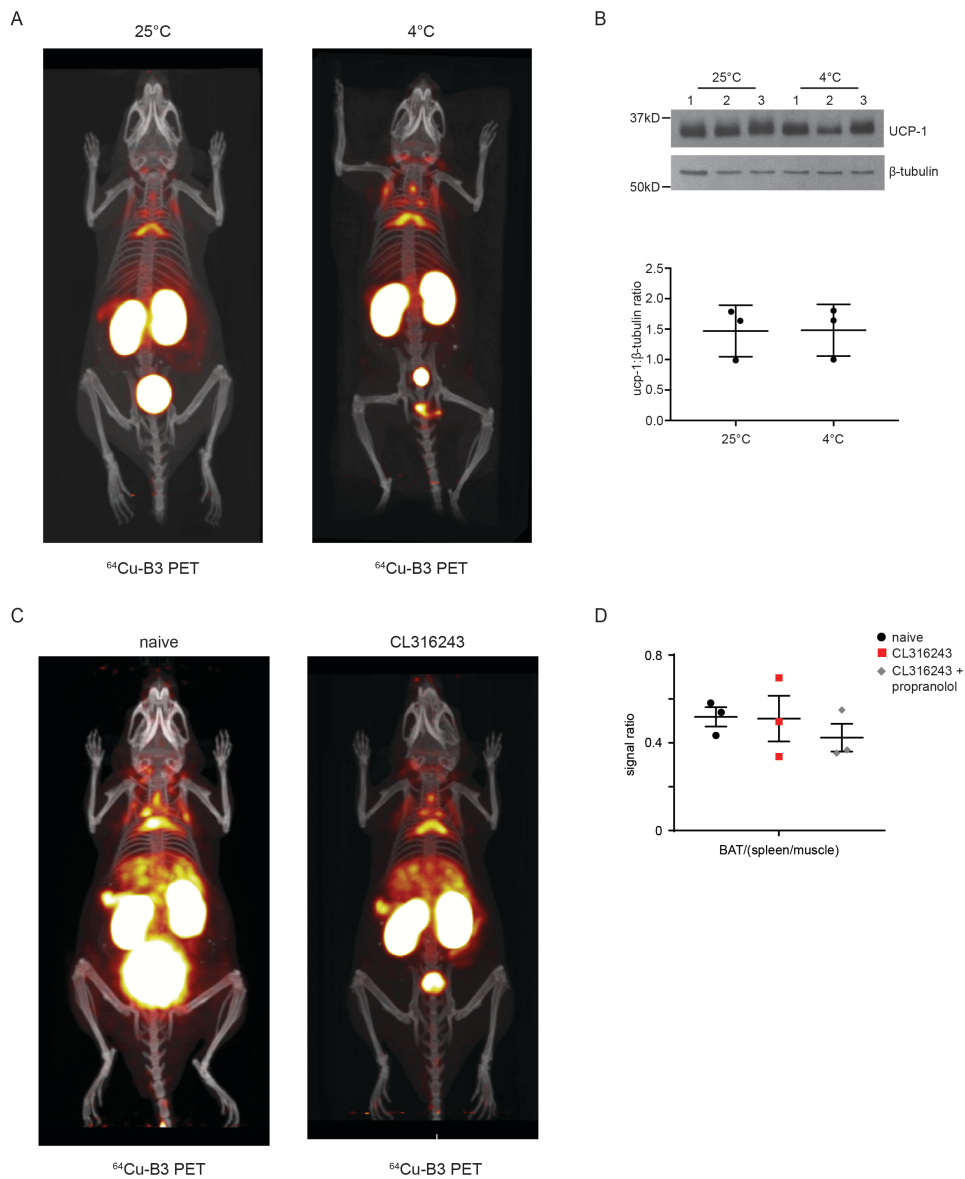 A
25°C
4°C
⁶⁴Cu-B3 PET
⁶⁴Cu-B3 PET
B
25°C
4°C
1 2 3 1 2 3
37kD
UCP-1
β-tubulin
50kD
ucp-1:β-tubulin ratio
2.5
2.0
1.5
1.0
0.5
0.0
25°C
4°C
C
naive
CL316243
⁶⁴Cu-B3 PET
⁶⁴Cu-B3 PET
D
naive
CL316243
CL316243 +
propranolol
signal ratio
0.8
0.4
0
BAT/(spleen/muscle)